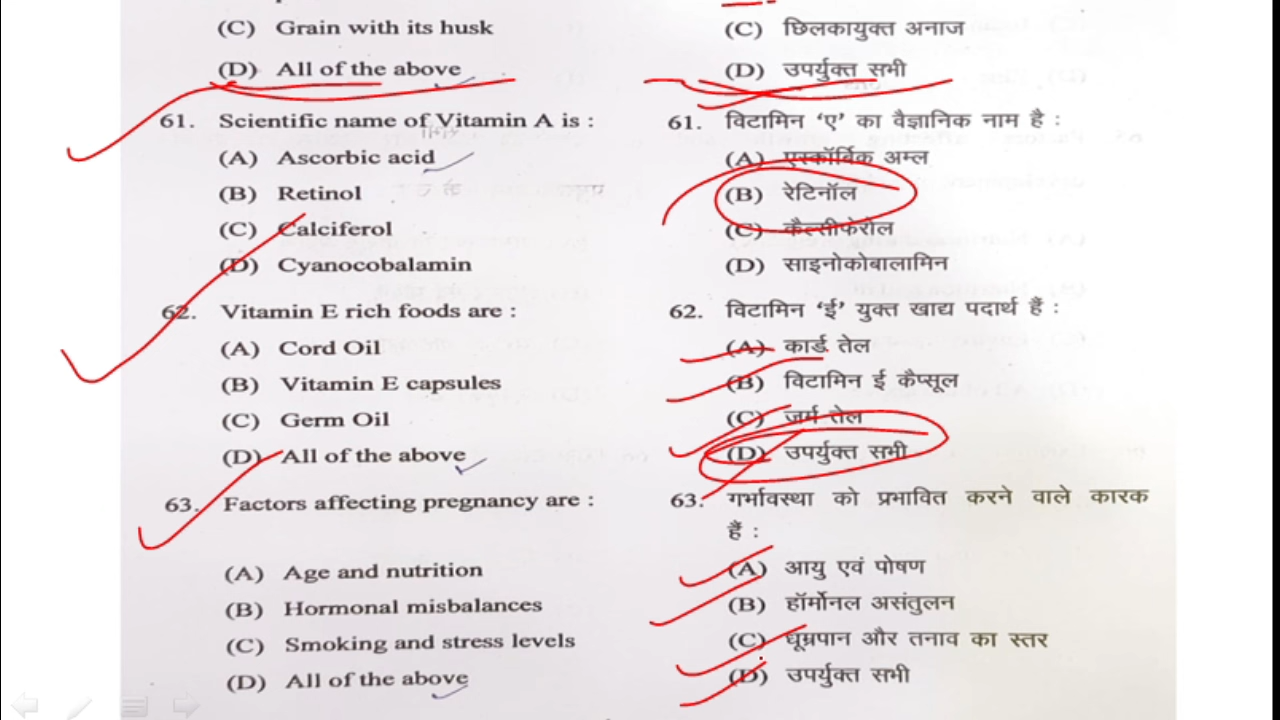 (C) Grain with its husk
(D) All of the above
61. Scientific name of Vitamin A is :
(A) Ascorbic acid
(B) Retinol
(C) Calciferol
(D) Cyanocobalamin
62. Vitamin E rich foods are :
(A) Cord Oil
(B) Vitamin E capsules
(C) Germ Oil
(D) All of the above
63. Factors affecting pregnancy are :
(A) Age and nutrition
(B) Hormonal misbalances
(C) Smoking and stress levels
(D) All of the above
(C) छिलकायुक्त अनाज
(D) उपर्युक्त सभी
61. विटामिन ‘ए’ का वैज्ञानिक नाम है :
(A) एस्कॉर्बिक अम्ल
(B) रेटिनॉल
(C) कैल्सीफेरोल
(D) साइनोकोबालामिन
62. विटामिन ‘ई’ युक्त खाद्य पदार्थ हैं :
(A) कार्ड तेल
(B) विटामिन ई कैप्सूल
(C) जर्म तेल
(D) उपर्युक्त सभी
63. गर्भावस्था को प्रभावित करने वाले कारक
हैं :
(A) आयु एवं पोषण
(B) हॉर्मोनल असंतुलन
(C) धूम्रपान और तनाव का स्तर
(D) उपर्युक्त सभी